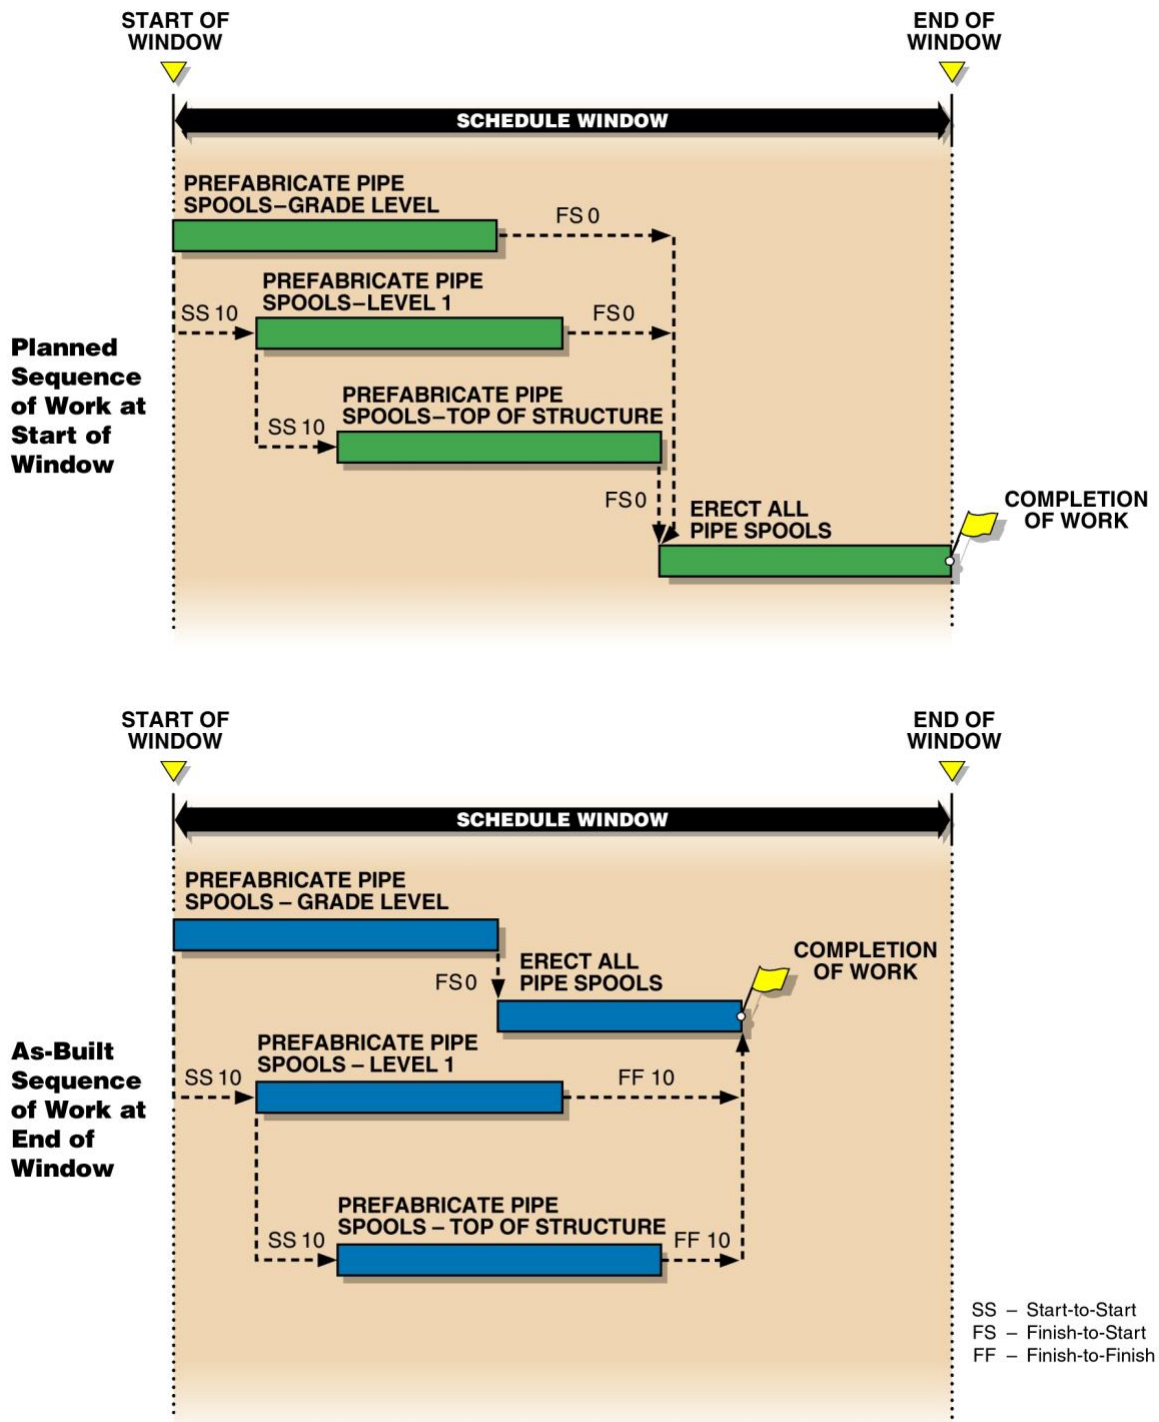 START OF
WINDOW
END OF
WINDOW
SCHEDULE WINDOW
PREFABRICATE PIPE
SPOOLS–GRADE LEVEL
FS 0
PREFABRICATE PIPE
SPOOLS–LEVEL 1
SS 10
FS0
Planned
Sequence
of Work at
Start of
Window
PREFABRICATE PIPE
SPOOLS–TOP OF STRUCTURE
SS 10
FS0
ERECT ALL
PIPE SPOOLS
COMPLETION
OF WORK
START OF
WINDOW
END OF
WINDOW
SCHEDULE WINDOW
PREFABRICATE PIPE
SPOOLS – GRADE LEVEL
FS0
ERECT ALL
PIPE SPOOLS
COMPLETION
OF WORK
PREFABRICATE PIPE
SPOOLS – LEVEL 1
SS 10
FF 10
As-Built
Sequence
of Work at
End of
Window
PREFABRICATE PIPE
SPOOLS – TOP OF STRUCTURE
SS 10
FF 10
SS – Start-to-Start
FS – Finish-to-Start
FF – Finish-to-Finish